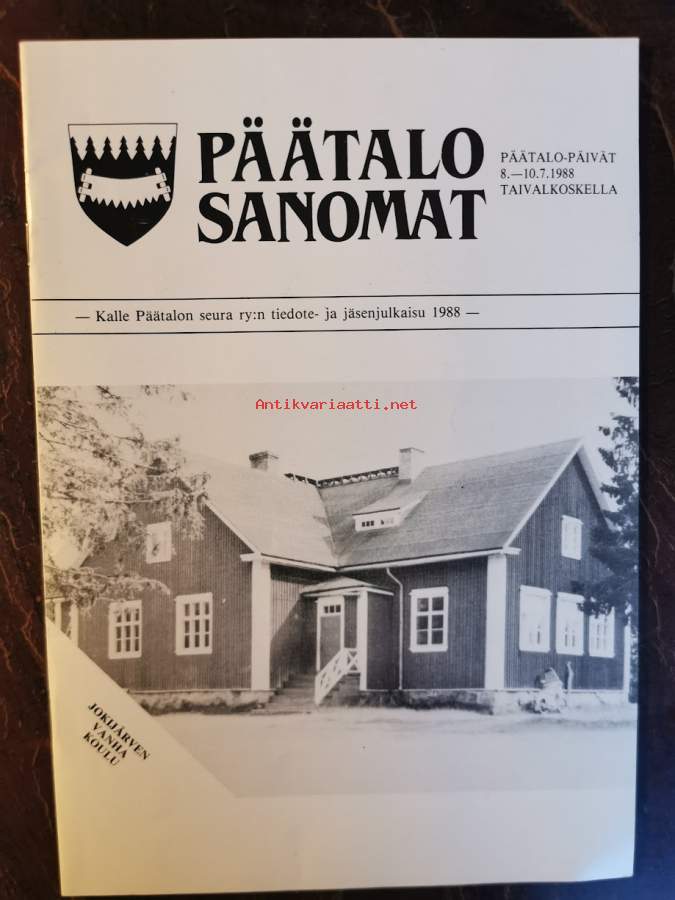 PÄÄTALO
SANOMAT
PÄÄTALO-PÄIVÄT
8.—10.7.1988
TAIVALKOSKELLA
— Kalle Päätalon seura ry:n tiedote- ja jäsenjulkaisu 1988 —
Antikvariaatti.net
JOKIJÄRVEN
VANHA
KOULU